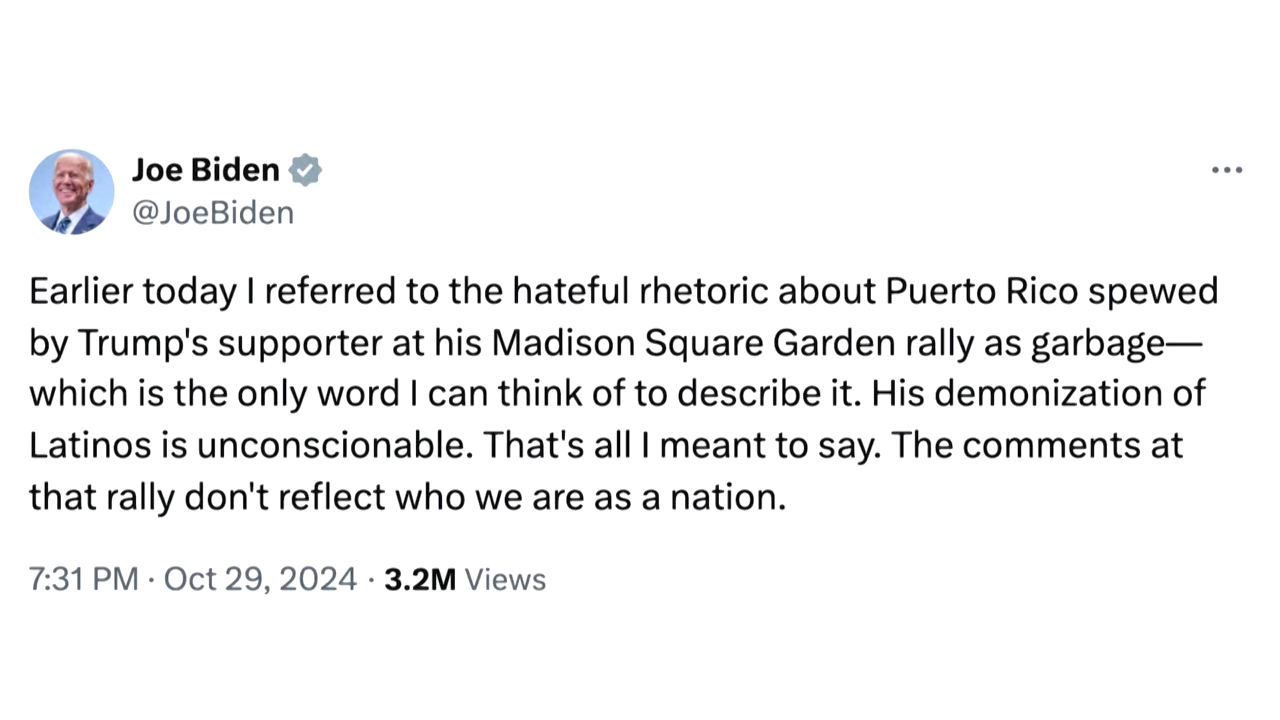 Joe Biden
@JoeBiden
Earlier today I referred to the hateful rhetoric about Puerto Rico spewed
by Trump's supporter at his Madison Square Garden rally as garbage—
which is the only word I can think of to describe it. His demonization of
Latinos is unconscionable. That's all I meant to say. The comments at
that rally don't reflect who we are as a nation.
7:31 PM · Oct 29, 2024 · 3.2M Views